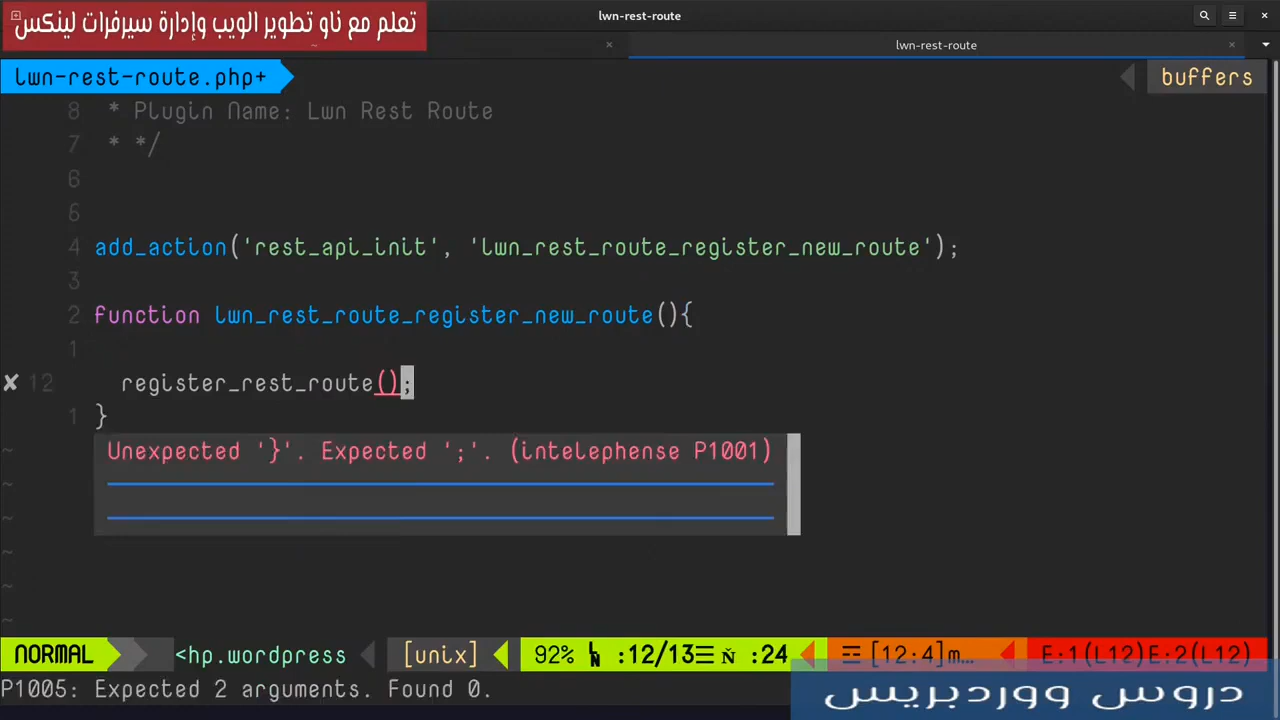 lwn-rest-route
تعلم مع ناو تطوير الويب وإدارة سيرفرات لينكس
lwn-rest-route
lwn-rest-route.php+
buffers
8 * Plugin Name: Lwn Rest Route
7 * */
6
6
4 add_action('rest_api_init', 'lwn_rest_route_register_new_route');
3
2 function lwn_rest_route_register_new_route(){
1
✘ 12 register_rest_route();
1 }
~ Unexpected '}'. Expected ';'. (intelephense P1001)
~
~
~
~
~
NORMAL <hp.wordpress [unix] 92% :12/13☰ :24 ☲ [12:4]m… E:1(L12)E:2(L12)
P1005: Expected 2 arguments. Found 0.
دروس ووردبريس